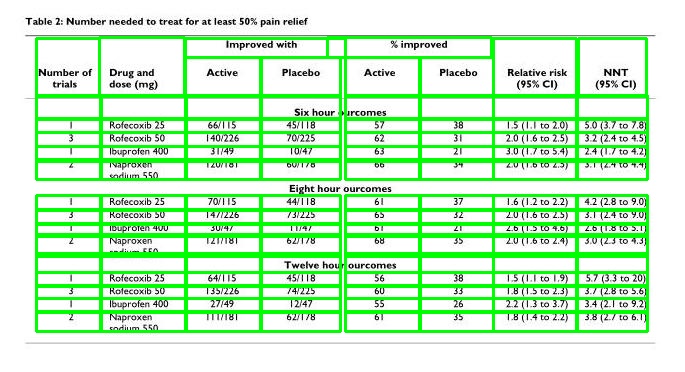 Table 2: Number needed to treat for at least 50% pain relief
Improved with % improved
Number of trials Drug and dose (mg) Active Placebo Active Placebo Relative risk (95% CI) NNT (95% CI)
Six hour ourcomes
1 Rofecoxib 25 66/115 45/118 57 38 1.5 (1.1 to 2.0) 5.0 (3.7 to 7.8)
3 Rofecoxib 50 140/226 70/225 62 31 2.0 (1.6 to 2.5) 3.2 (2.4 to 4.5)
1 Ibuprofen 400 31/49 10/47 63 21 3.0 (1.7 to 5.4) 2.4 (1.7 to 4.2)
2 Naproxen sodium 550 120/181 60/178 66 34 2.0 (1.6 to 2.5) 3.1 (2.4 to 4.4)
Eight hour ourcomes
1 Rofecoxib 25 70/115 44/118 61 37 1.6 (1.2 to 2.2) 4.2 (2.8 to 9.0)
3 Rofecoxib 50 147/226 73/225 65 32 2.0 (1.6 to 2.5) 3.1 (2.4 to 9.0)
1 Ibuprofen 400 30/47 11/47 61 21 2.6 (1.5 to 4.6) 2.6 (1.8 to 5.1)
2 Naproxen sodium 550 121/181 62/178 68 35 2.0 (1.6 to 2.4) 3.0 (2.3 to 4.3)
Twelve hour ourcomes
1 Rofecoxib 25 64/115 45/118 56 38 1.5 (1.1 to 1.9) 5.7 (3.3 to 20)
3 Rofecoxib 50 135/226 74/225 60 33 1.8 (1.5 to 2.3) 3.7 (2.8 to 5.6)
1 Ibuprofen 400 27/49 12/47 55 26 2.2 (1.3 to 3.7) 3.4 (2.1 to 9.2)
2 Naproxen sodium 550 111/181 62/178 61 35 1.8 (1.4 to 2.2) 3.8 (2.7 to 6.1)